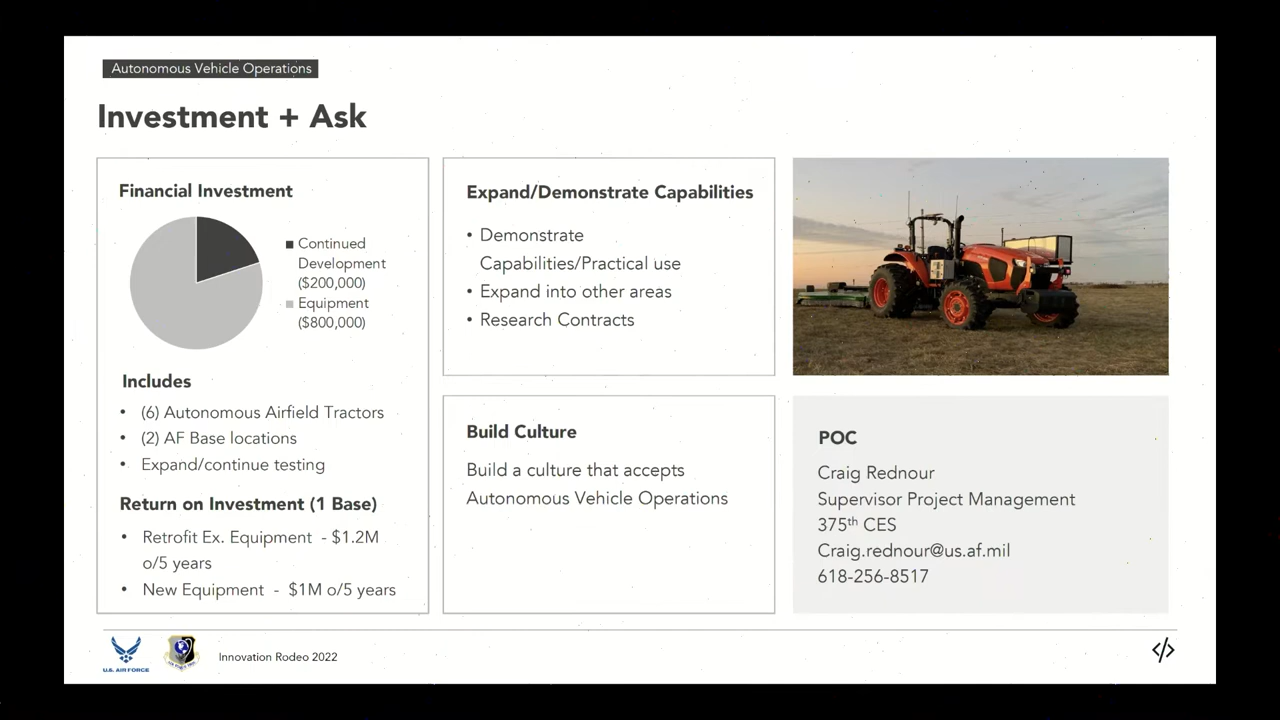 Autonomous Vehicle Operations
Investment + Ask
Financial Investment
Continued
Development
($200,000)
Equipment
($800,000)
Includes
• (6) Autonomous Airfield Tractors
• (2) AF Base locations
• Expand/continue testing
Return on Investment (1 Base)
• Retrofit Ex. Equipment - $1.2M
o/5 years
• New Equipment - $1M o/5 years
Expand/Demonstrate Capabilities
• Demonstrate
Capabilities/Practical use
• Expand into other areas
• Research Contracts
Build Culture
Build a culture that accepts
Autonomous Vehicle Operations
POC
Craig Rednour
Supervisor Project Management
375th CES
Craig.rednour@us.af.mil
618-256-8517
U.S. AIR FORCE
Innovation Rodeo 2022